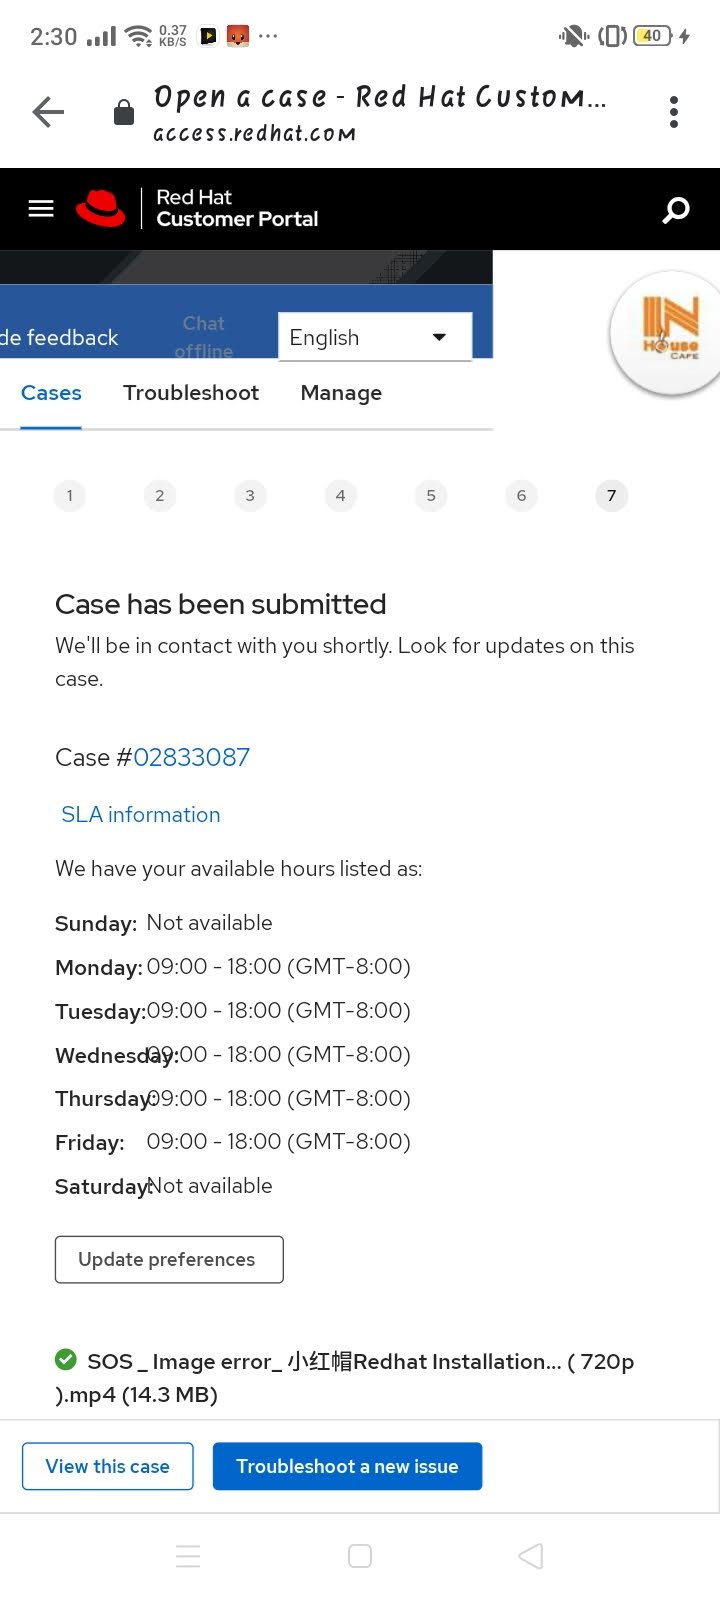 2:30
0.37
KB/S
40
Open a case - Red Hat Custom...
access.redhat.com
Red Hat
Customer Portal
de feedback
Chat
offline
English
IN
House
CAFE
Cases
Troubleshoot
Manage
1 2 3 4 5 6 7
Case has been submitted
We'll be in contact with you shortly. Look for updates on this
case.
Case #02833087
SLA information
We have your available hours listed as:
Sunday: Not available
Monday: 09:00 - 18:00 (GMT-8:00)
Tuesday: 09:00 - 18:00 (GMT-8:00)
Wednesday: 09:00 - 18:00 (GMT-8:00)
Thursday: 09:00 - 18:00 (GMT-8:00)
Friday: 09:00 - 18:00 (GMT-8:00)
Saturday: Not available
Update preferences
SOS _ Image error_ 小红帽Redhat Installation... ( 720p
).mp4 (14.3 MB)
View this case
Troubleshoot a new issue